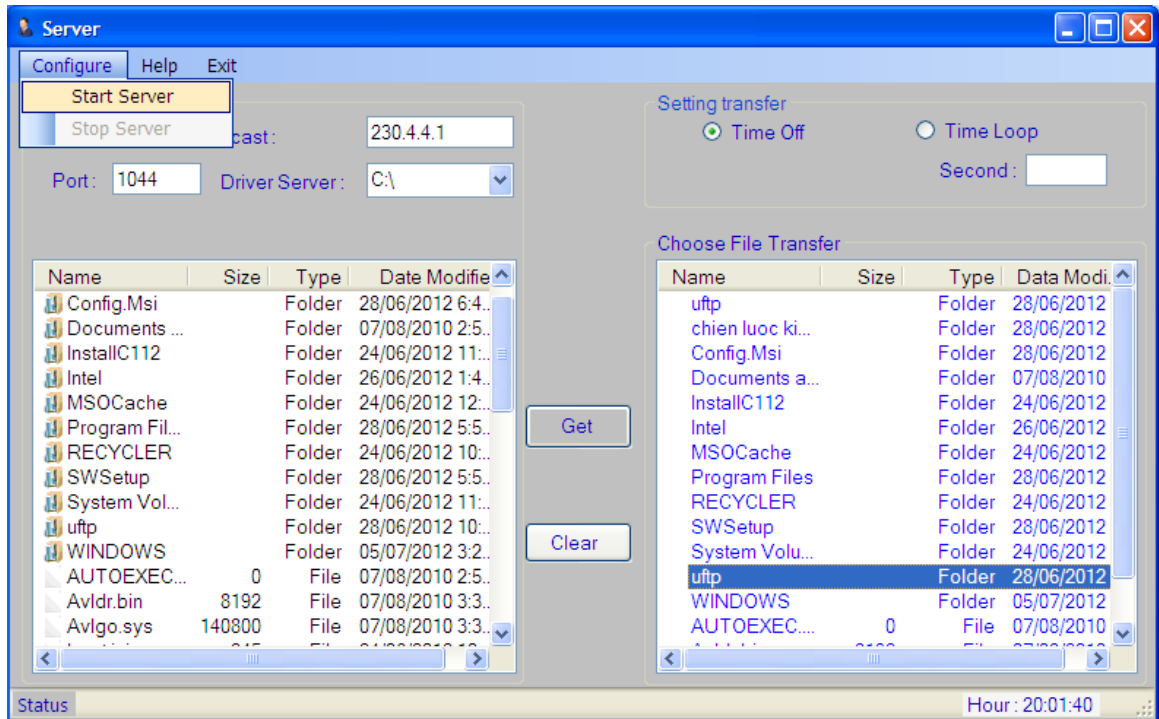 Server
Configure Help Exit
Start Server
Stop Server
cast :
230.4.4.1
Port : 1044 Driver Server : C:\
Setting transfer
Time Off Time Loop
Second :
Name Size Type Date Modifie
Config.Msi Folder 28/06/2012 6:4..
Documents ... Folder 07/08/2010 2:5..
InstallC112 Folder 24/06/2012 11:..
Intel Folder 26/06/2012 1:4..
MSOCache Folder 24/06/2012 12:..
Program Fil... Folder 28/06/2012 5:5..
RECYCLER Folder 24/06/2012 10:..
SWSetup Folder 28/06/2012 5:5..
System Vol... Folder 24/06/2012 11:..
uftp Folder 28/06/2012 10:..
WINDOWS Folder 05/07/2012 3:2..
AUTOEXEC... 0 File 07/08/2010 2:5..
Avldr.bin 8192 File 07/08/2010 3:3..
Avlgo.sys 140800 File 07/08/2010 3:3..
Get
Clear
Choose File Transfer
Name Size Type Data Modi.
uftp Folder 28/06/2012
chien luoc ki... Folder 28/06/2012
Config.Msi Folder 28/06/2012
Documents a... Folder 07/08/2010
InstallC112 Folder 24/06/2012
Intel Folder 26/06/2012
MSOCache Folder 24/06/2012
Program Files Folder 28/06/2012
RECYCLER Folder 24/06/2012
SWSetup Folder 28/06/2012
System Volu... Folder 24/06/2012
uftp Folder 28/06/2012
WINDOWS Folder 05/07/2012
AUTOEXEC.... 0 File 07/08/2010
Status
Hour : 20:01:40